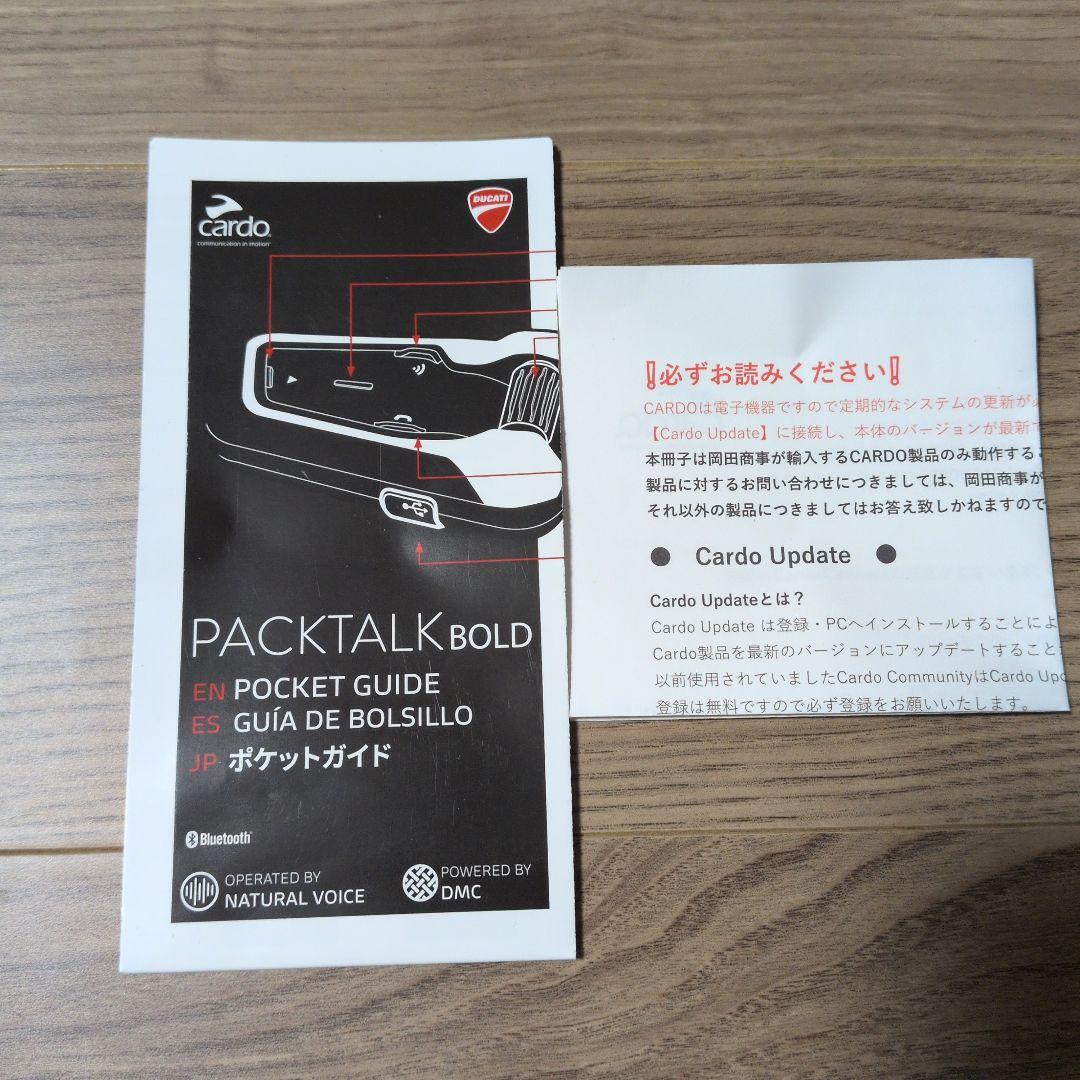 cardo
communication in motion
DUCATI
PACKTALK BOLD
EN POCKET GUIDE
ES GUÍA DE BOLSILLO
JP ポケットガイド
Bluetooth
OPERATED BY
NATURAL VOICE
POWERED BY
DMC
必ずお読みください
CARDOは電子機器ですので定期的なシステムの更新が
【Cardo Update】に接続し、本体のバージョンが最新で
本冊子は岡田商事が輸入するCARDO製品のみ動作する
製品に対するお問い合わせにつきましては、岡田商事が
それ以外の製品につきましてはお答え致しかねますので
● Cardo Update ●
Cardo Updateとは？
Cardo Update は登録・PCへインストールすることによ
Cardo製品を最新のバージョンにアップデートすること
以前使用されていましたCardo CommunityはCardo Upd
登録は無料ですので必ず登録をお願いいたします。